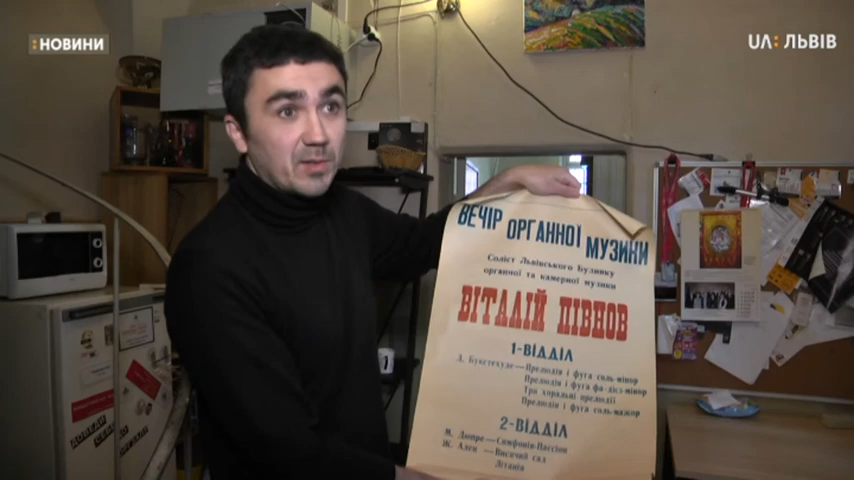 НОВИНИ
UA: ЛЬВІВ
ВЕЧІР ОРГАННОЇ МУЗИКИ
Соліст Львівського Будинку
органної та камерної музики
ВІТАЛІЙ ПІВНОВ
1-ВІДДІЛ
Д. Букстехуде — Прелюдія і фуга соль-мінор
Прелюдія і фуга фа-дієз-мінор
Три хоральні прелюдії
Прелюдія і фуга соль-мажор
2-ВІДДІЛ
М. Дюпре — Симфонія-Пассіон
Ж. Ален — Висячий сад
Літанія